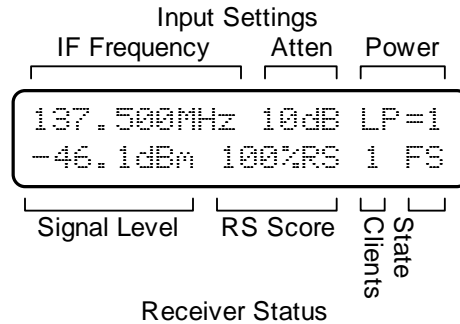 Input Settings
IF Frequency Atten Power
137.500MHz 10dB LP=1
-46.1dBm 100%RS 1 FS
Signal Level RS Score Clients State
Receiver Status